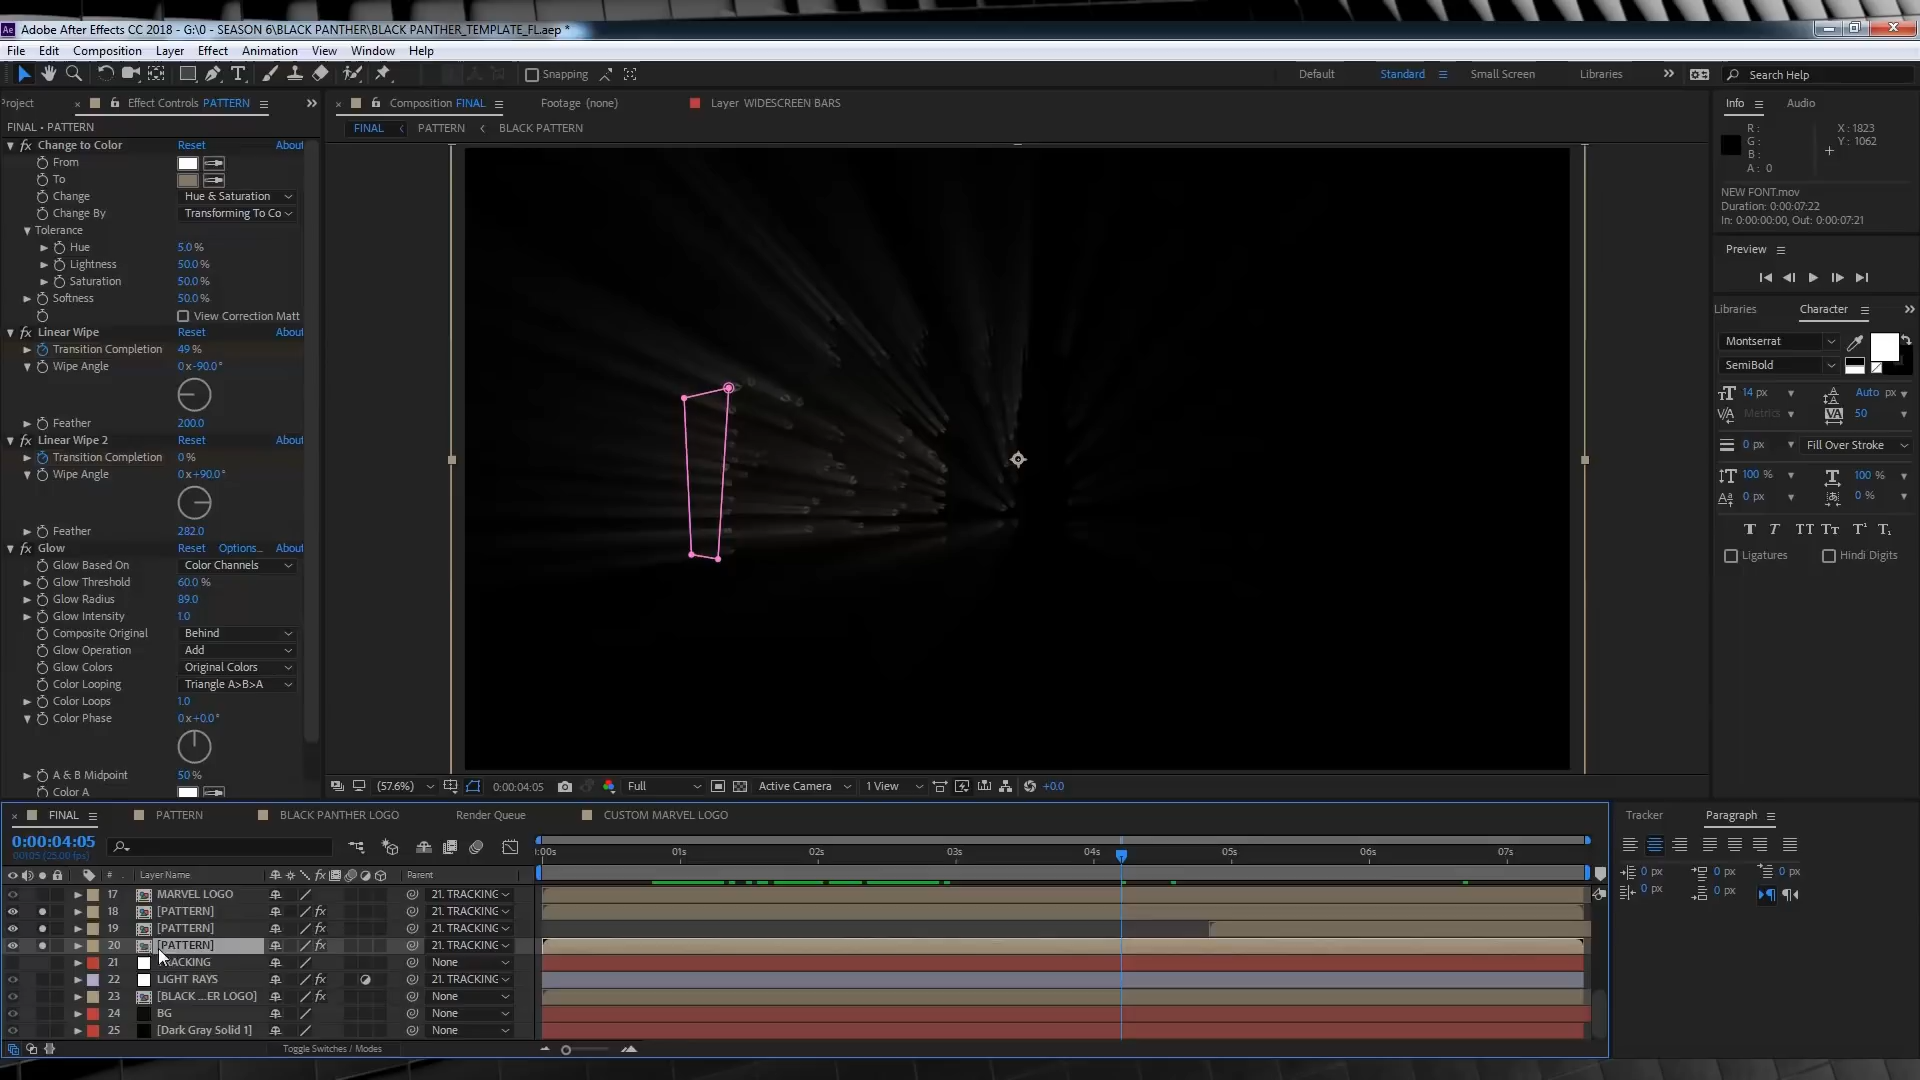 Ae Adobe After Effects CC 2018 - G:\0 - SEASON 6\BLACK PANTHER\BLACK PANTHER_TEMPLATE_FL.aep *
File Edit Composition Layer Effect Animation View Window Help
T Snapping Default Standard Small Screen Libraries Search Help
Project Effect Controls PATTERN Composition FINAL Footage (none) Layer WIDESCREEN BARS Info Audio
FINAL • PATTERN
FINAL PATTERN BLACK PATTERN
Change to Color Reset About
From
To
Change Hue & Saturation
Change By Transforming To Co
Tolerance
Hue 5.0 %
Lightness 50.0 %
Saturation 50.0 %
Softness 50.0 %
View Correction Matt
Linear Wipe Reset About
Transition Completion 49 %
Wipe Angle 0 x -90.0°
Feather 200.0
Linear Wipe 2 Reset About
Transition Completion 0 %
Wipe Angle 0 x +90.0°
Feather 282.0
Glow Reset Options... About
Glow Based On Color Channels
Glow Threshold 60.0 %
Glow Radius 89.0
Glow Intensity 1.0
Composite Original Behind
Glow Operation Add
Glow Colors Original Colors
Color Looping Triangle A>B>A
Color Loops 1.0
Color Phase 0 x +0.0°
A & B Midpoint 50 %
Color A
R :
G :
B :
A : 0
X : 1823
Y : 1062
NEW FONT.mov
Duration: 0:00:07:22
In: 0:00:00:00, Out: 0:00:07:21
Preview
Libraries Character
Montserrat
SemiBold
14 px Auto px
Metrics 50
0 px Fill Over Stroke
100 % 100 %
0 px 0 %
T T TT Tt T¹ T₁
Ligatures Hindi Digits
(57.6%) 0:00:04:05 Full Active Camera 1 View +0.0
FINAL PATTERN BLACK PANTHER LOGO Render Queue CUSTOM MARVEL LOGO
0:00:04:05
00105 (25.00 fps)
:00s 01s 02s 03s 04s 05s 06s 07s
# Layer Name Parent
17 MARVEL LOGO 21. TRACKING
18 [PATTERN] 21. TRACKING
19 [PATTERN] 21. TRACKING
20 [PATTERN] 21. TRACKING
21 TRACKING None
22 LIGHT RAYS 21. TRACKING
23 [BLACK ...ER LOGO] None
24 BG None
25 [Dark Gray Solid 1] None
Toggle Switches / Modes
Tracker Paragraph
0 px 0 px 0 px
0 px 0 px